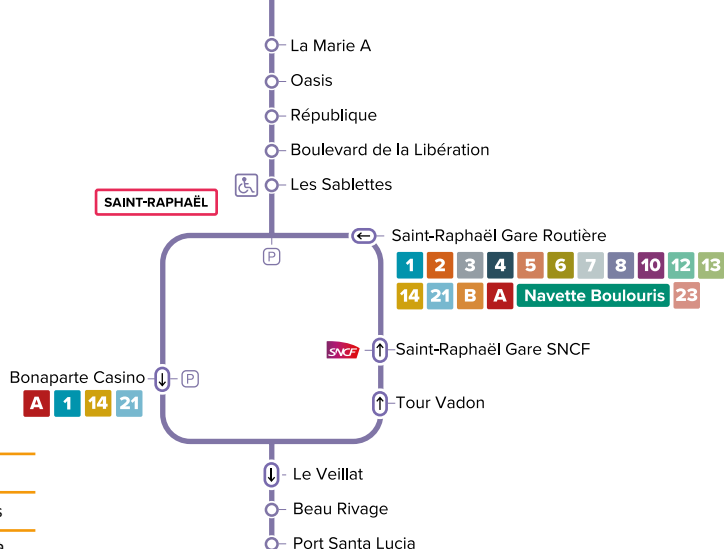 La Marie A
Oasis
République
Boulevard de la Libération
Les Sablettes
SAINT-RAPHAËL
Saint-Raphaël Gare Routière
P
1 2 3 4 5 6 7 8 10 12 13
14 21 B A Navette Boulouris 23
SNCF
Saint-Raphaël Gare SNCF
Bonaparte Casino
P
A 1 14 21
Tour Vadon
Le Veillat
Beau Rivage
s
Port Santa Lucia